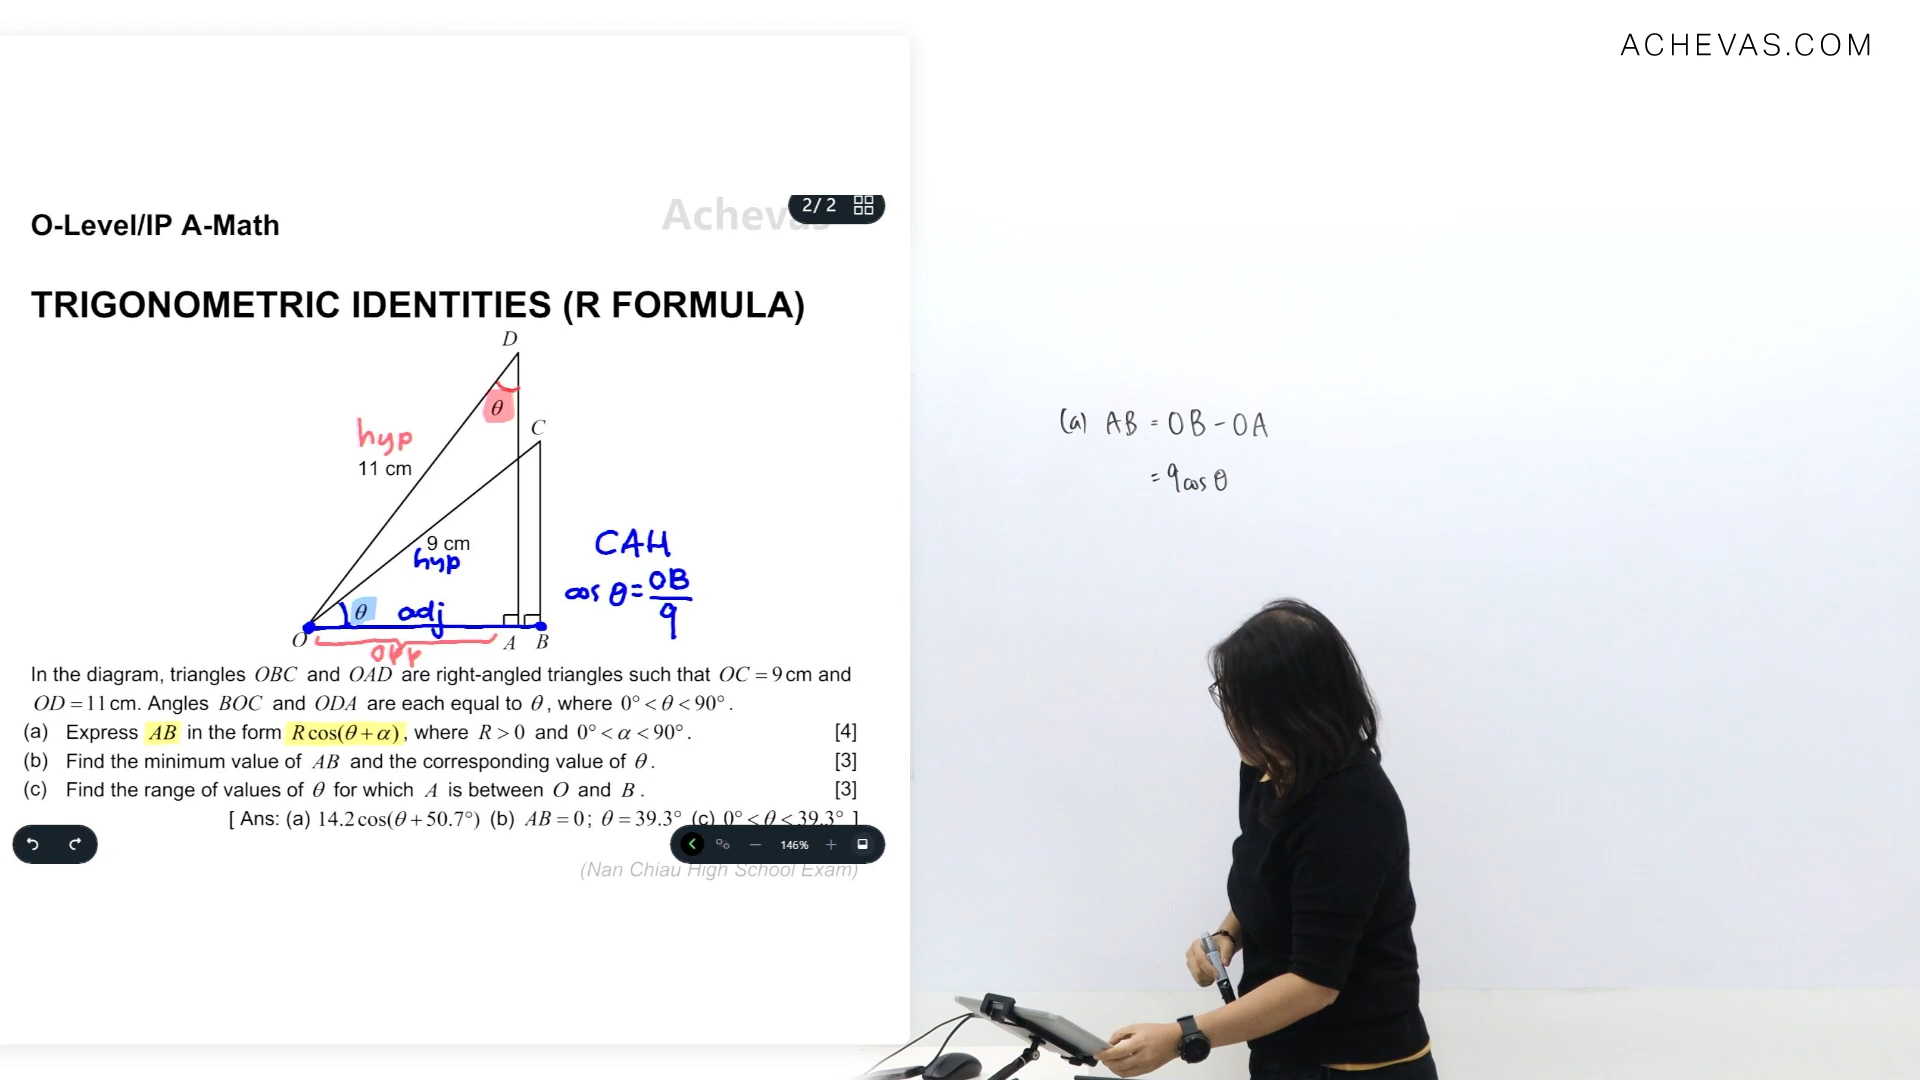 ACHEVAS.COM
Achevas
2/2
O-Level/IP A-Math
TRIGONOMETRIC IDENTITIES (R FORMULA)
D
θ
C
hyp
11 cm
9 cm
hyp
CAH
cos θ = OB/9
θ adj
O A B
opp
In the diagram, triangles OBC and OAD are right-angled triangles such that OC = 9 cm and
OD = 11 cm. Angles BOC and ODA are each equal to θ, where 0° < θ < 90°.
(a) Express AB in the form R cos(θ + α), where R > 0 and 0° < α < 90°. [4]
(b) Find the minimum value of AB and the corresponding value of θ. [3]
(c) Find the range of values of θ for which A is between O and B. [3]
[ Ans: (a) 14.2 cos(θ + 50.7°) (b) AB = 0; θ = 39.3° (c) 0° < θ < 39.3° ]
146%
(Nan Chiau High School Exam)
(a) AB = OB - OA
= 9 cos θ